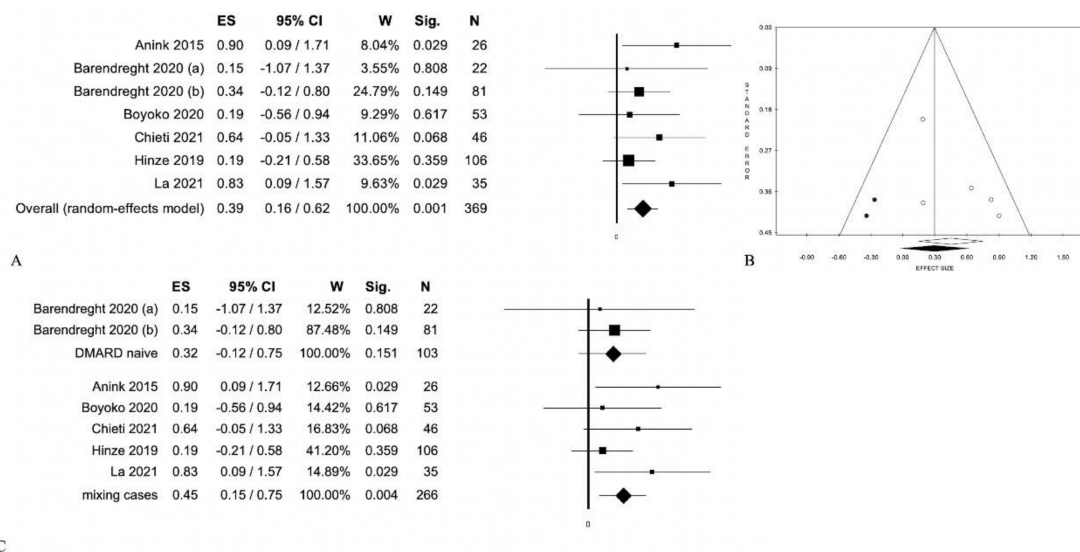 ES 95% CI W Sig. N
Anink 2015 0.90 0.09 / 1.71 8.04% 0.029 26
Barendreght 2020 (a) 0.15 -1.07 / 1.37 3.55% 0.808 22
Barendreght 2020 (b) 0.34 -0.12 / 0.80 24.79% 0.149 81
Boyoko 2020 0.19 -0.56 / 0.94 9.29% 0.617 53
Chieti 2021 0.64 -0.05 / 1.33 11.06% 0.068 46
Hinze 2019 0.19 -0.21 / 0.58 33.65% 0.359 106
La 2021 0.83 0.09 / 1.57 9.63% 0.029 35
Overall (random-effects model) 0.39 0.16 / 0.62 100.00% 0.001 369
0
A
0.00
0.09
0.18
0.27
0.36
0.45
STANDARD ERROR
-0.90 -0.60 -0.30 0.00 0.30 0.60 0.90 1.20 1.50
EFFECT SIZE
B
ES 95% CI W Sig. N
Barendreght 2020 (a) 0.15 -1.07 / 1.37 12.52% 0.808 22
Barendreght 2020 (b) 0.34 -0.12 / 0.80 87.48% 0.149 81
DMARD naive 0.32 -0.12 / 0.75 100.00% 0.151 103
Anink 2015 0.90 0.09 / 1.71 12.66% 0.029 26
Boyoko 2020 0.19 -0.56 / 0.94 14.42% 0.617 53
Chieti 2021 0.64 -0.05 / 1.33 16.83% 0.068 46
Hinze 2019 0.19 -0.21 / 0.58 41.20% 0.359 106
La 2021 0.83 0.09 / 1.57 14.89% 0.029 35
mixing cases 0.45 0.15 / 0.75 100.00% 0.004 266
0
C